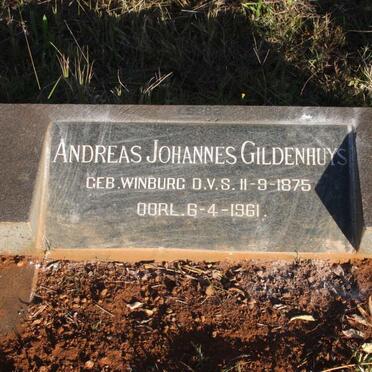 ANDREAS JOHANNES GILDENHUYS
GEB. WINBURG O.V.S. 11-9-1875
OORL. 6-4-1961.